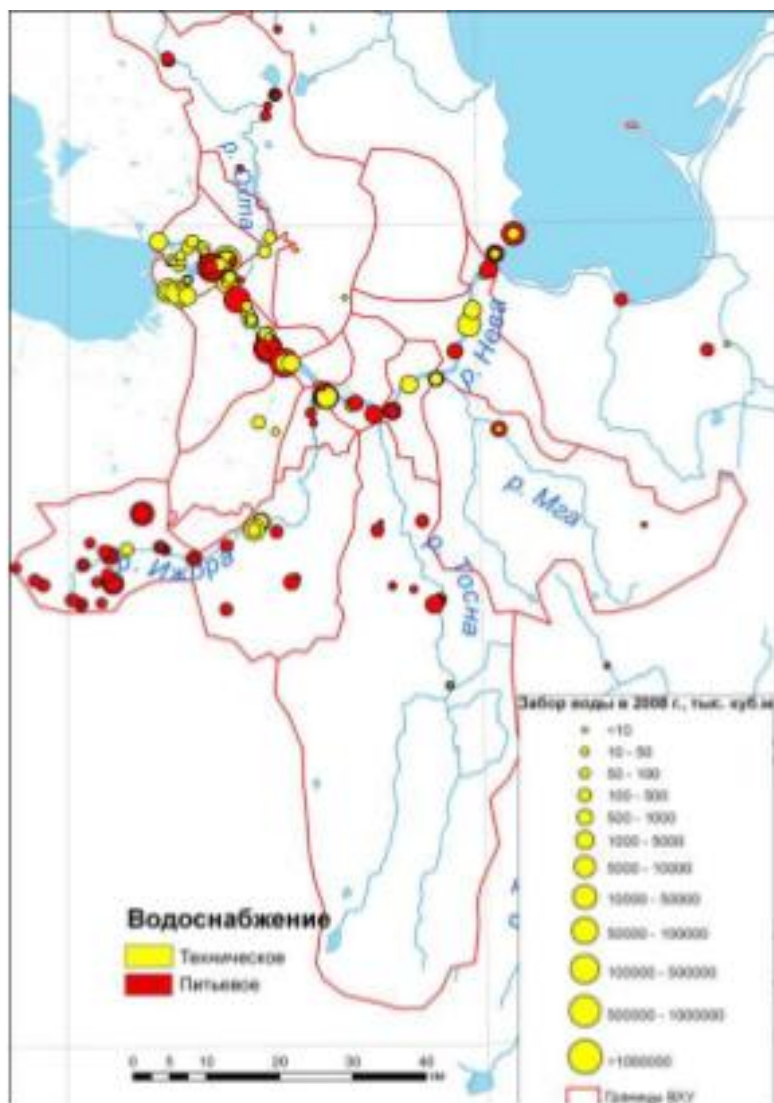 р. Охта
р. Нева
р. Мга
р. Ижора
р. Тосна
Забор воды в 2008 г., тыс. куб.м
<10
10 - 50
50 - 100
100 - 500
500 - 1000
1000 - 5000
5000 - 10000
10000 - 50000
50000 - 100000
100000 - 500000
500000 - 1000000
>1000000
Границы ВХУ
Водоснабжение
Техническое
Питьевое
0 5 10 20 30 40
км